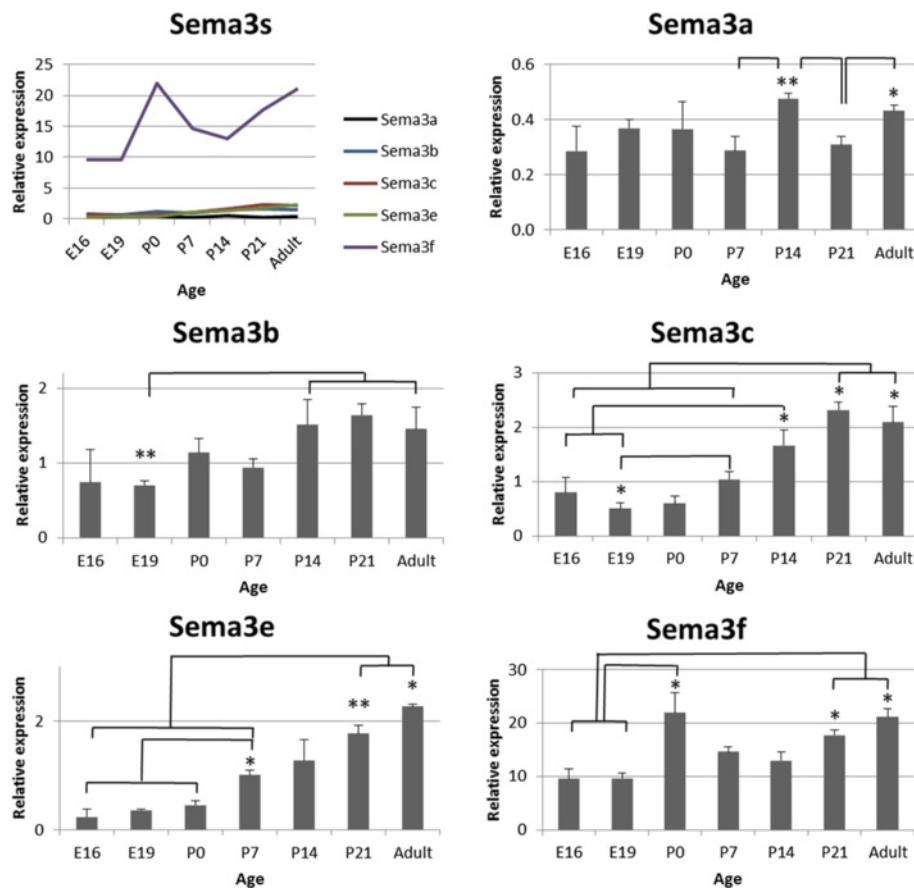 Sema3s
Relative expression
25
20
15
10
5
0
E16 E19 P0 P7 P14 P21 Adult
Age
Sema3a
Sema3b
Sema3c
Sema3e
Sema3f
Sema3a
Relative expression
0.6
0.4
0.2
0.0
** *
E16 E19 P0 P7 P14 P21 Adult
Age
Sema3b
Relative expression
2
1
0
**
E16 E19 P0 P7 P14 P21 Adult
Age
Sema3c
Relative expression
3
2
1
0
* * * *
E16 E19 P0 P7 P14 P21 Adult
Age
Sema3e
Relative expression
2
0
* ** *
E16 E19 P0 P7 P14 P21 Adult
Age
Sema3f
Relative expression
30
20
10
0
* * *
E16 E19 P0 P7 P14 P21 Adult
Age